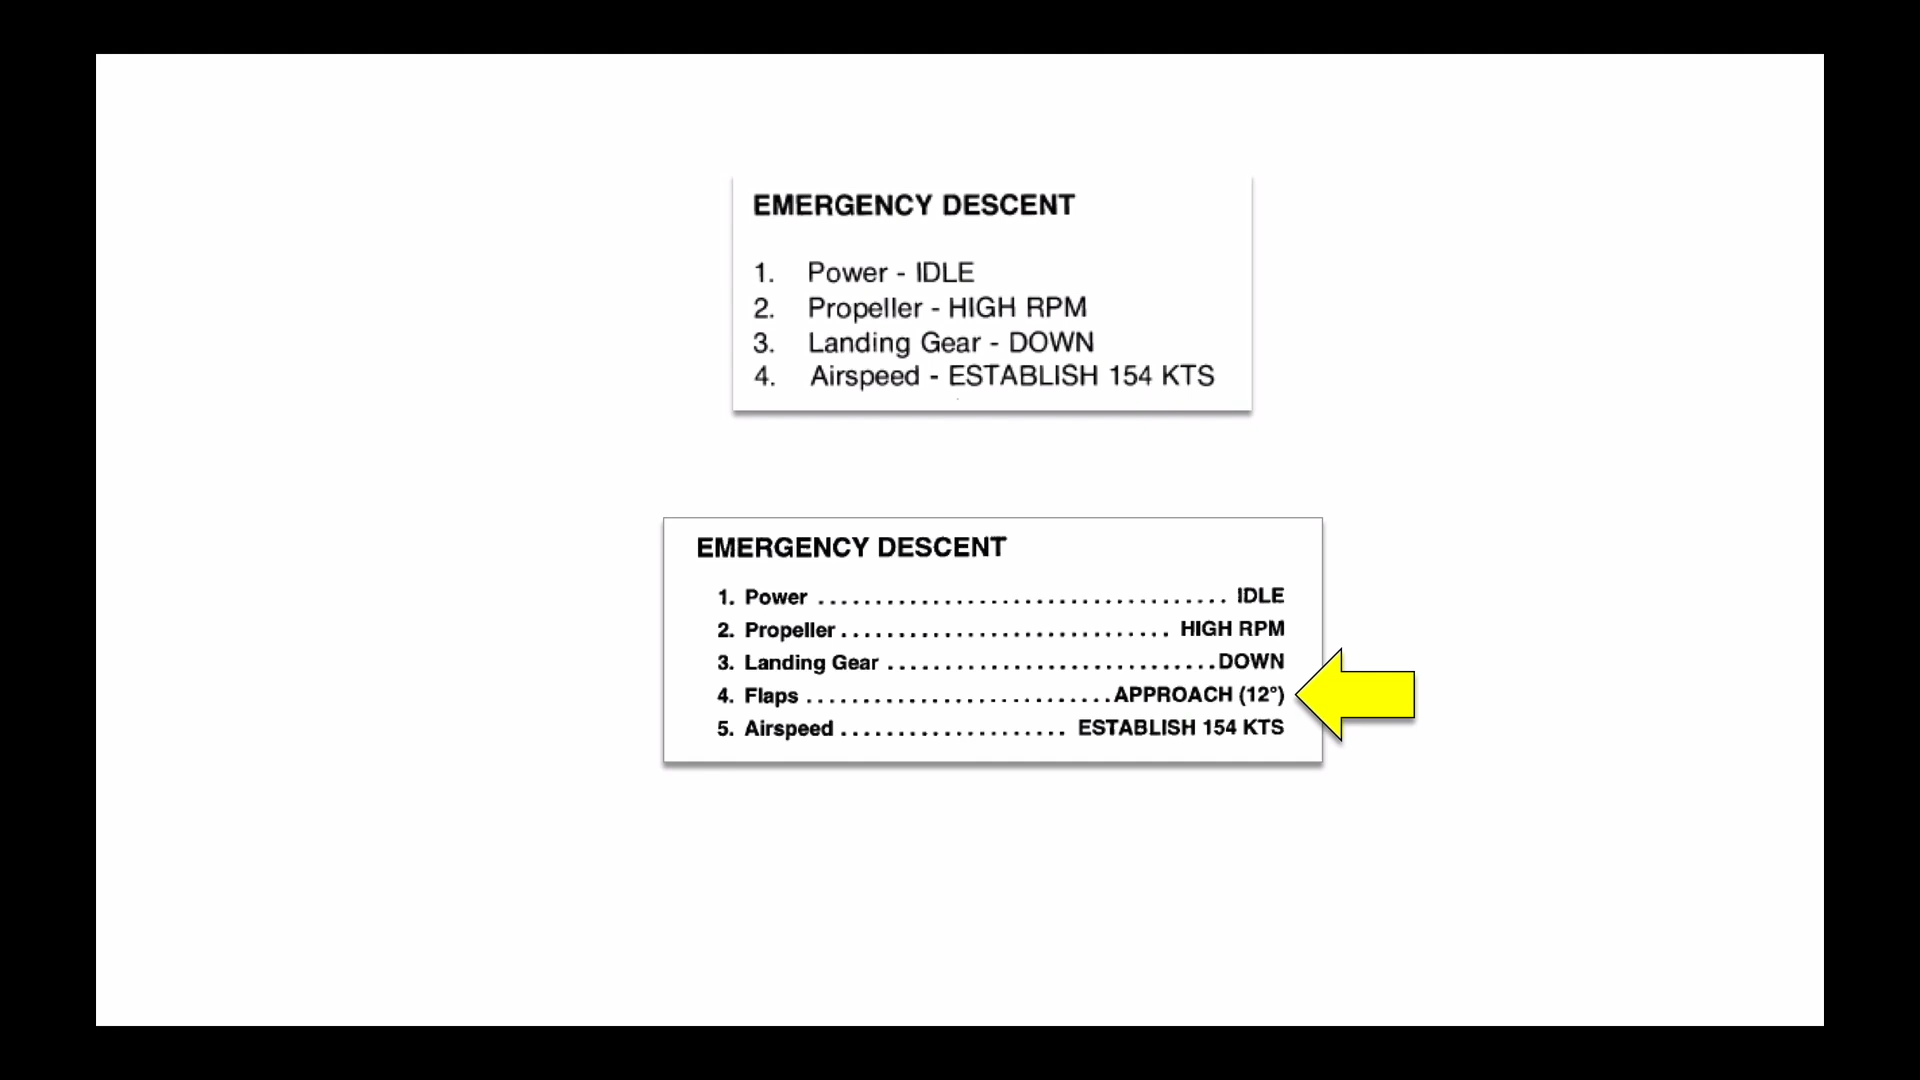 EMERGENCY DESCENT
1. Power - IDLE
2. Propeller - HIGH RPM
3. Landing Gear - DOWN
4. Airspeed - ESTABLISH 154 KTS
EMERGENCY DESCENT
1. Power .................................... IDLE
2. Propeller ............................. HIGH RPM
3. Landing Gear .............................DOWN
4. Flaps ...........................APPROACH (12°)
5. Airspeed .................... ESTABLISH 154 KTS